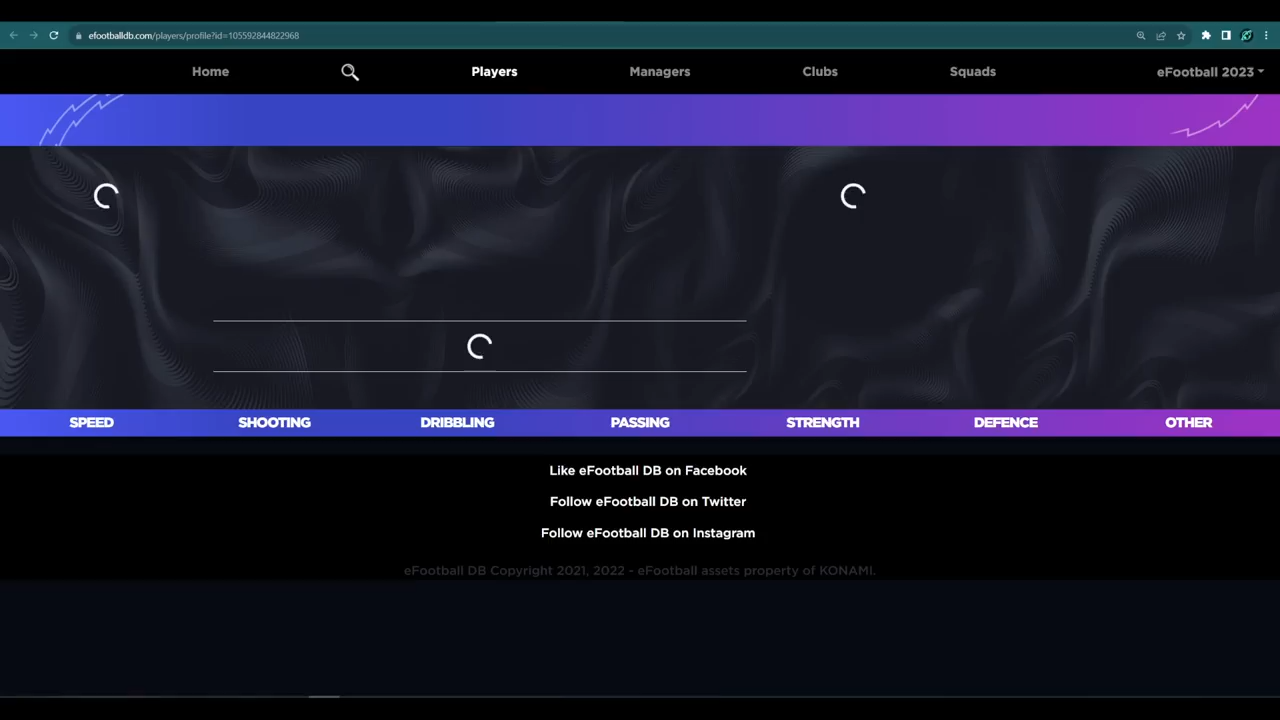 efootballdb.com/players/profile?id=105592844822968
Home Players Managers Clubs Squads eFootball 2023
SPEED SHOOTING DRIBBLING PASSING STRENGTH DEFENCE OTHER
Like eFootball DB on Facebook
Follow eFootball DB on Twitter
Follow eFootball DB on Instagram
eFootball DB Copyright 2021, 2022 - eFootball assets property of KONAMI.